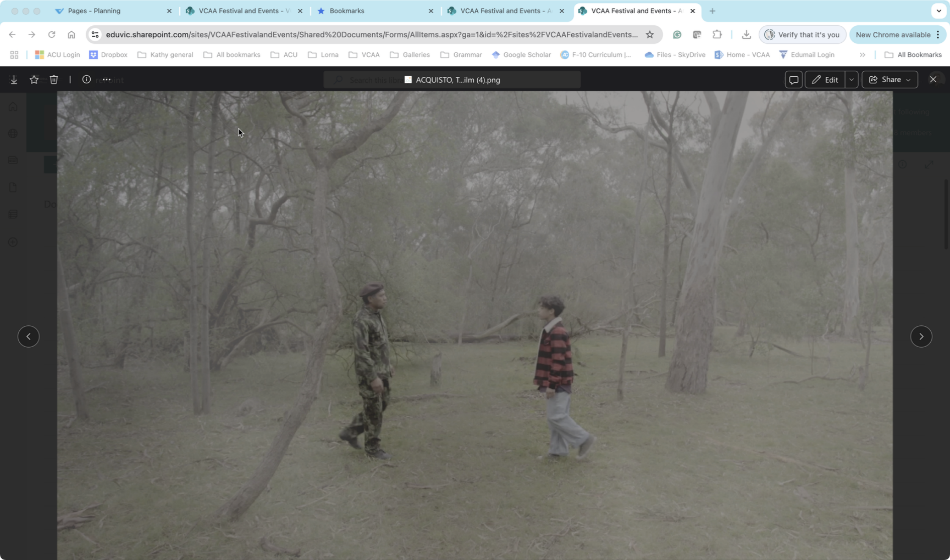 Pages - Planning
VCAA Festival and Events - V
Bookmarks
VCAA Festival and Events - A
VCAA Festival and Events - A
eduvic.sharepoint.com/sites/VCAAFestivalandEvents/Shared%20Documents/Forms/AllItems.aspx?ga=1&id=%2Fsites%2FVCAAFestivalandEvents...
Verify that it's you
New Chrome available
ACU Login
Dropbox
Kathy general
All bookmarks
ACU
Lorna
VCAA
Galleries
Grammar
Google Scholar
F-10 Curriculum |...
Files - SkyDrive
Home - VCAA
Edumail Login
»
All Bookmarks
ACQUISTO, T...ilm (4).png
Edit
Share